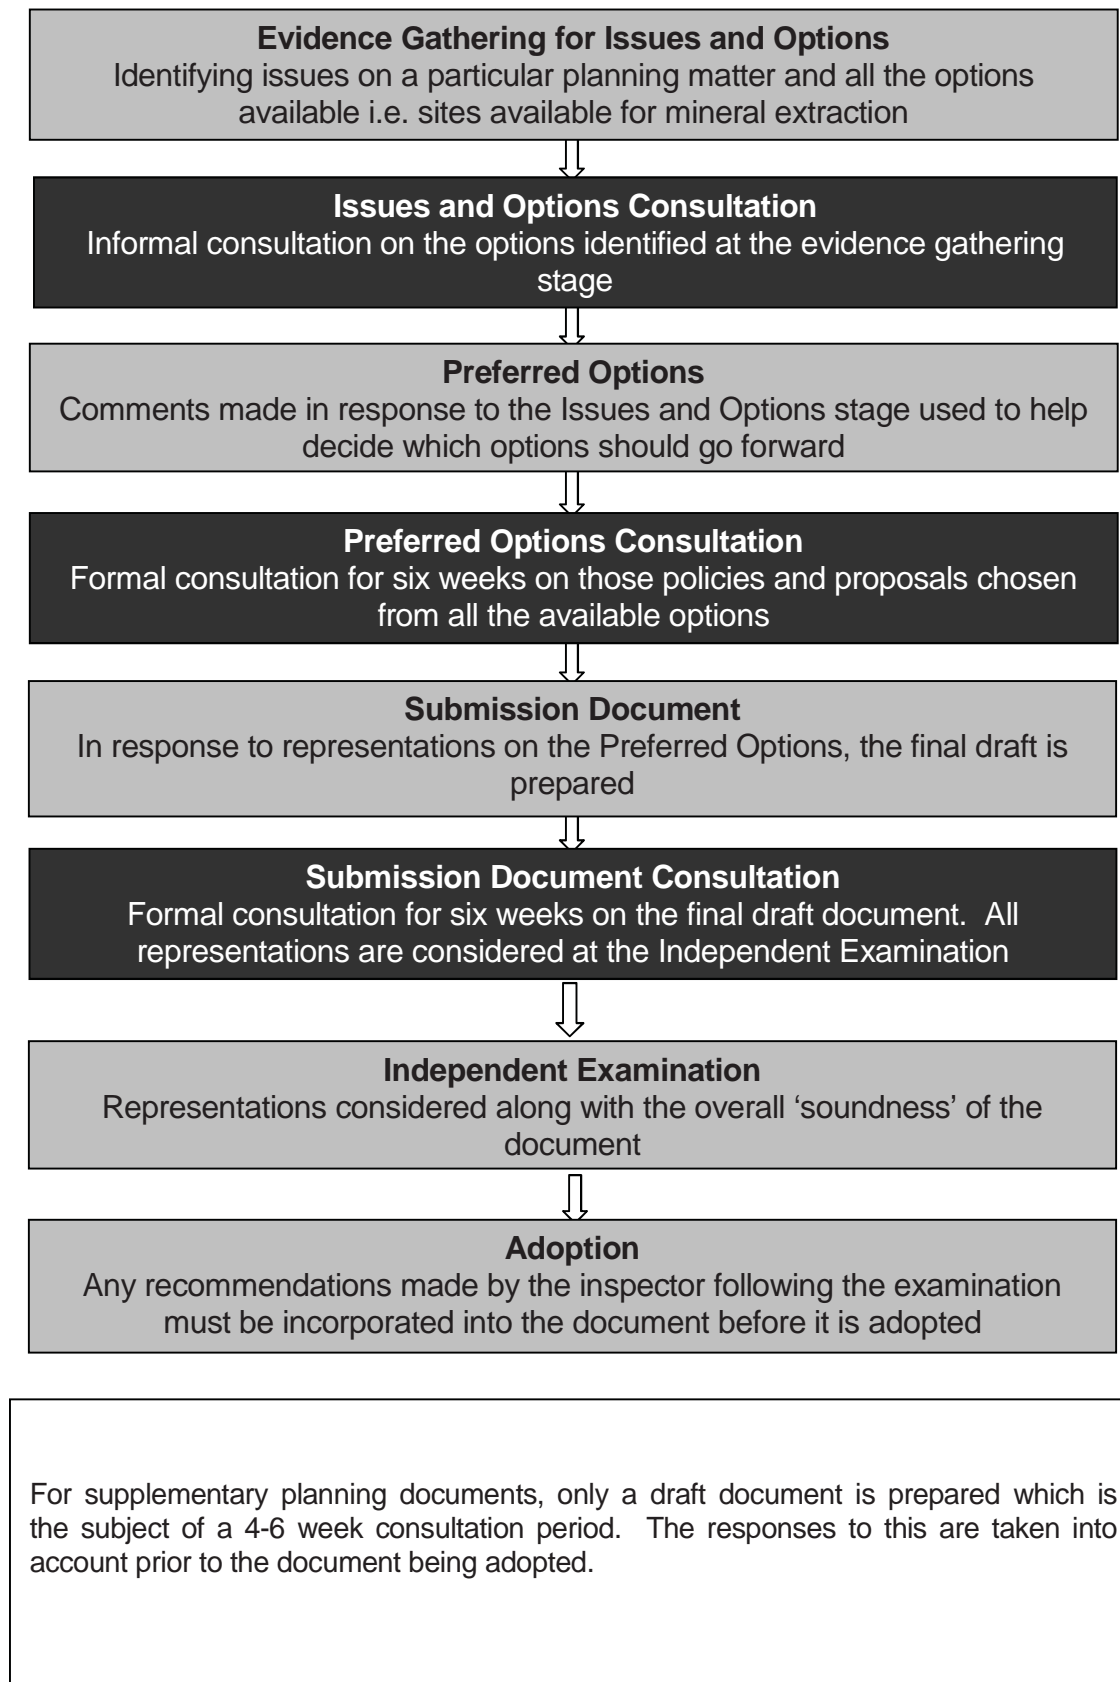 Evidence Gathering for Issues and Options
Identifying issues on a particular planning matter and all the options
available i.e. sites available for mineral extraction
Issues and Options Consultation
Informal consultation on the options identified at the evidence gathering
stage
Preferred Options
Comments made in response to the Issues and Options stage used to help
decide which options should go forward
Preferred Options Consultation
Formal consultation for six weeks on those policies and proposals chosen
from all the available options
Submission Document
In response to representations on the Preferred Options, the final draft is
prepared
Submission Document Consultation
Formal consultation for six weeks on the final draft document.  All
representations are considered at the Independent Examination
Independent Examination
Representations considered along with the overall ‘soundness’ of the
document
Adoption
Any recommendations made by the inspector following the examination
must be incorporated into the document before it is adopted
For supplementary planning documents, only a draft document is prepared which is
the subject of a 4-6 week consultation period.  The responses to this are taken into
account prior to the document being adopted.